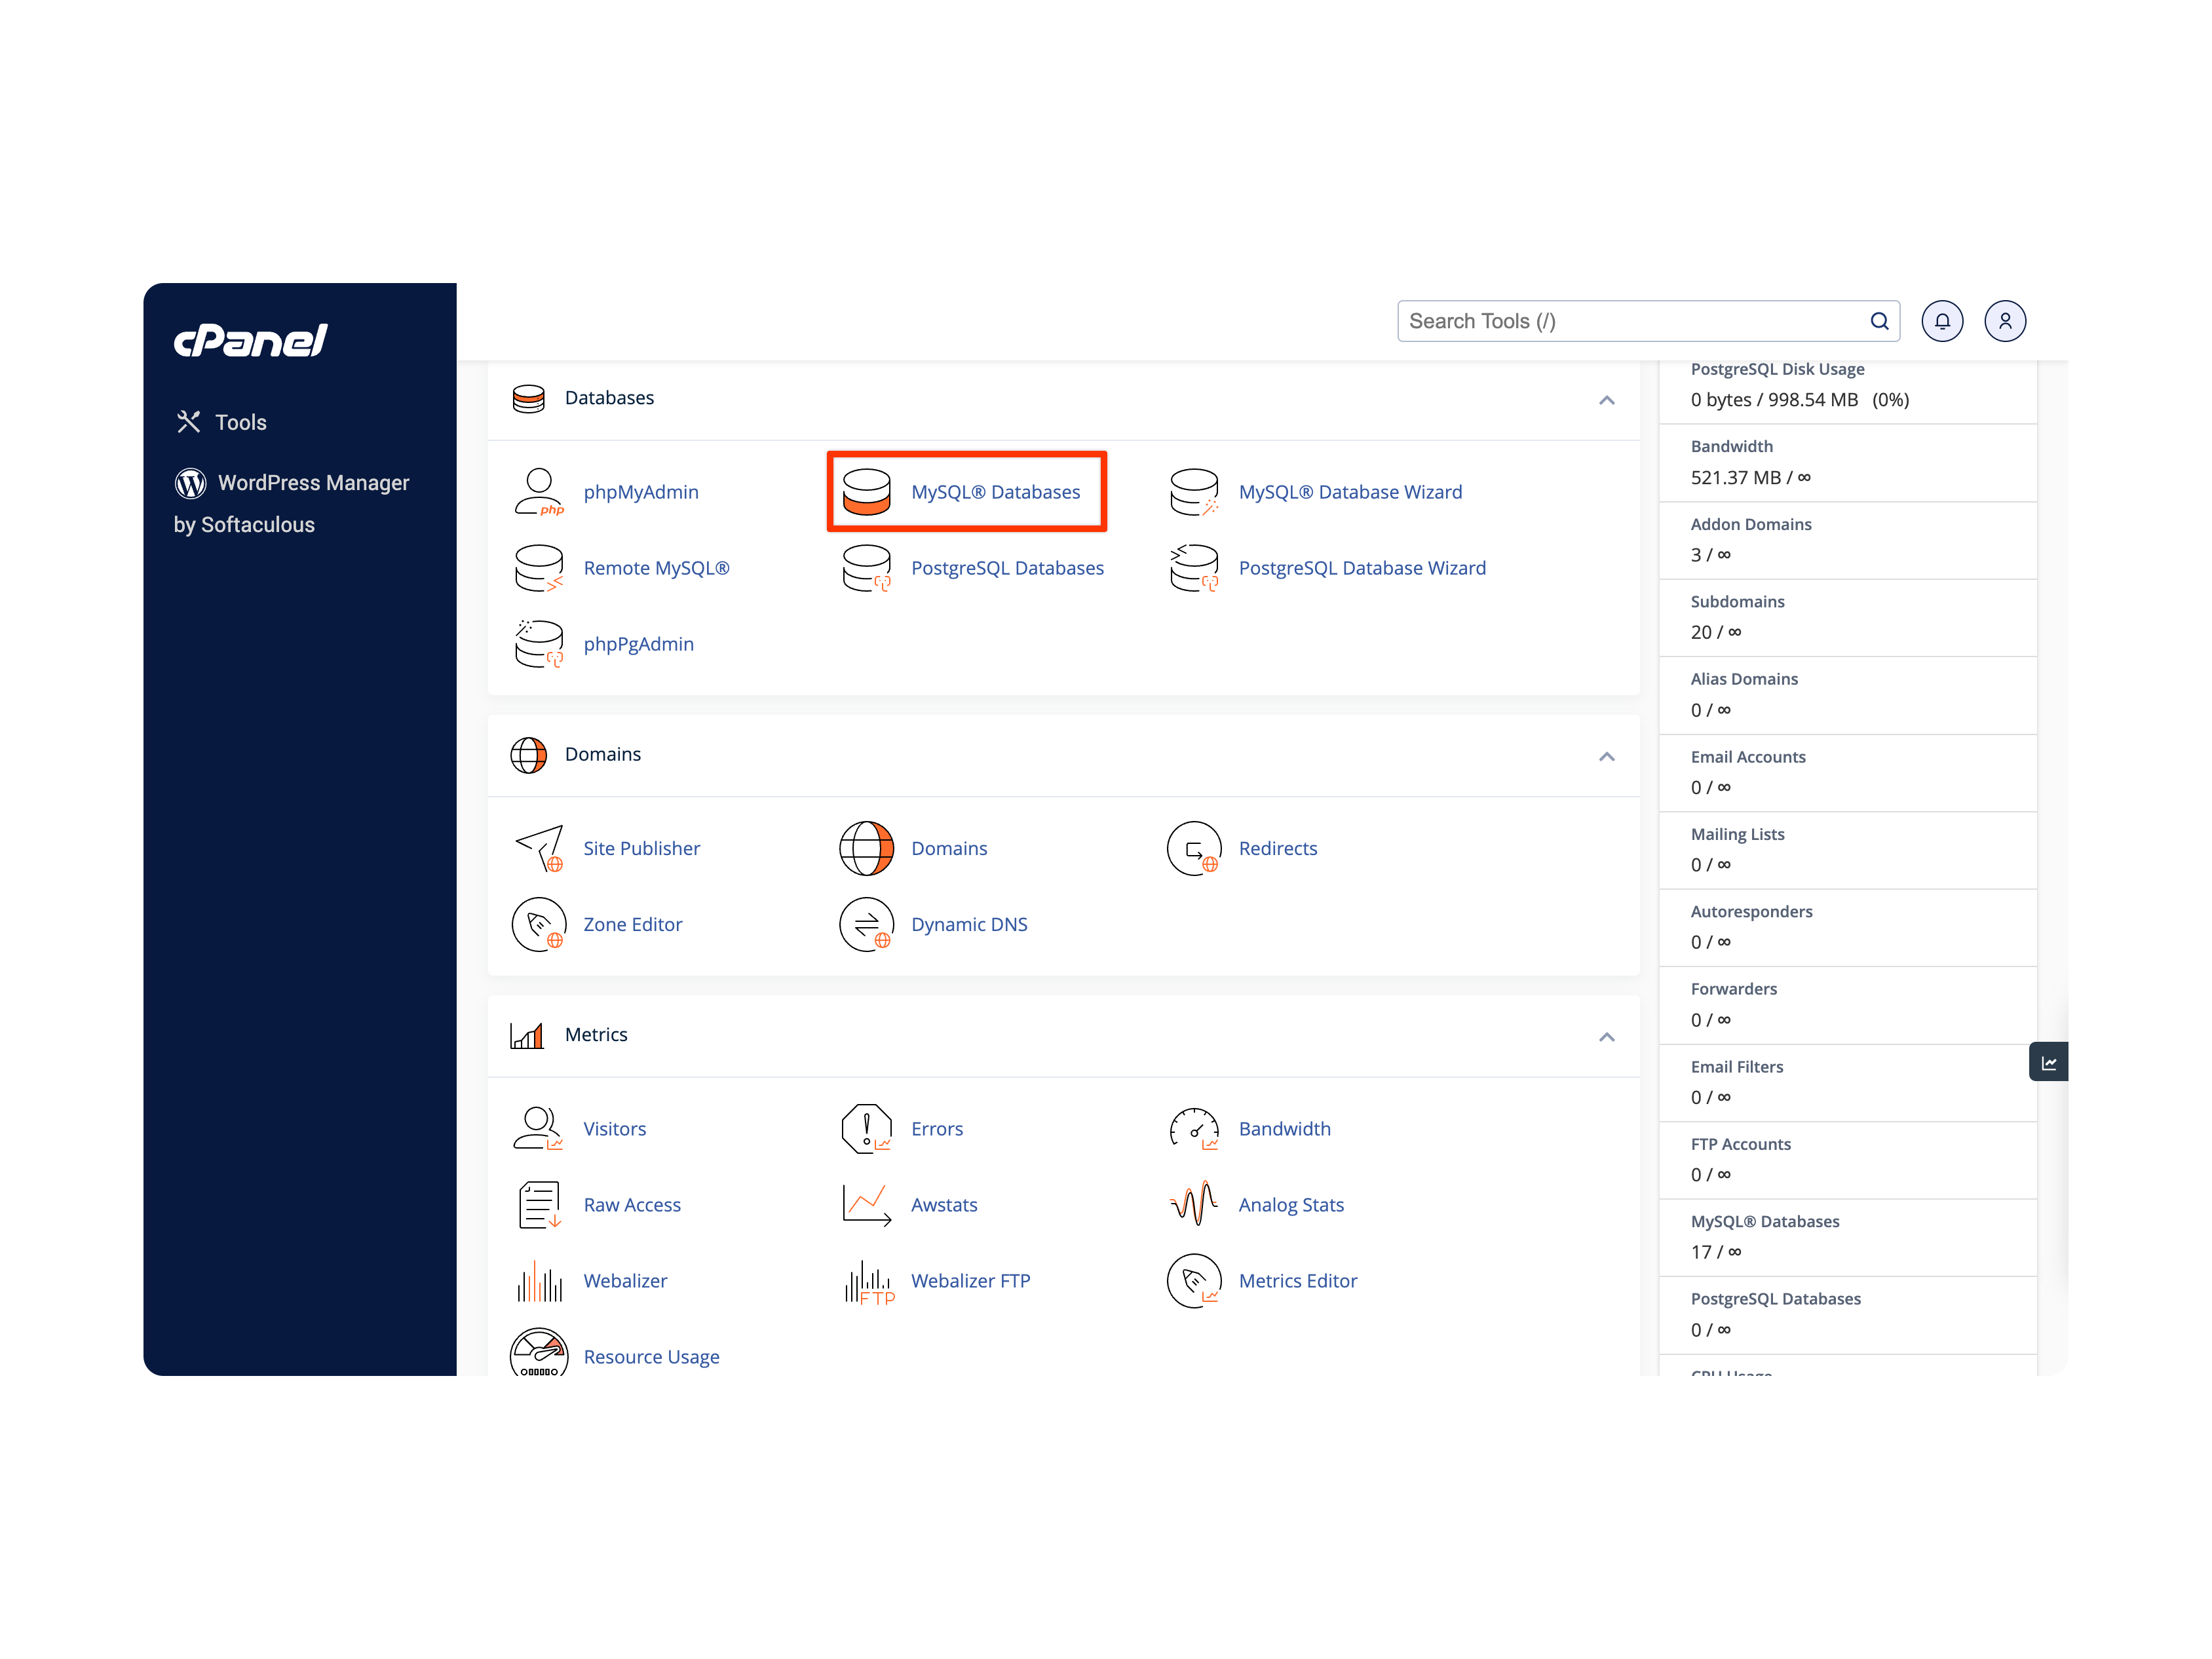 cPanel
Tools
WordPress Manager
by Softaculous
Search Tools (/)
Databases
phpMyAdmin
php
MySQL® Databases
MySQL® Database Wizard
Remote MySQL®
PostgreSQL Databases
PostgreSQL Database Wizard
phpPgAdmin
Domains
Site Publisher
Domains
Redirects
Zone Editor
Dynamic DNS
Metrics
Visitors
Errors
Bandwidth
Raw Access
Awstats
Analog Stats
Webalizer
Webalizer FTP
FTP
Metrics Editor
Resource Usage
PostgreSQL Disk Usage
0 bytes / 998.54 MB (0%)
Bandwidth
521.37 MB / ∞
Addon Domains
3 / ∞
Subdomains
20 / ∞
Alias Domains
0 / ∞
Email Accounts
0 / ∞
Mailing Lists
0 / ∞
Autoresponders
0 / ∞
Forwarders
0 / ∞
Email Filters
0 / ∞
FTP Accounts
0 / ∞
MySQL® Databases
17 / ∞
PostgreSQL Databases
0 / ∞
CPU Usage